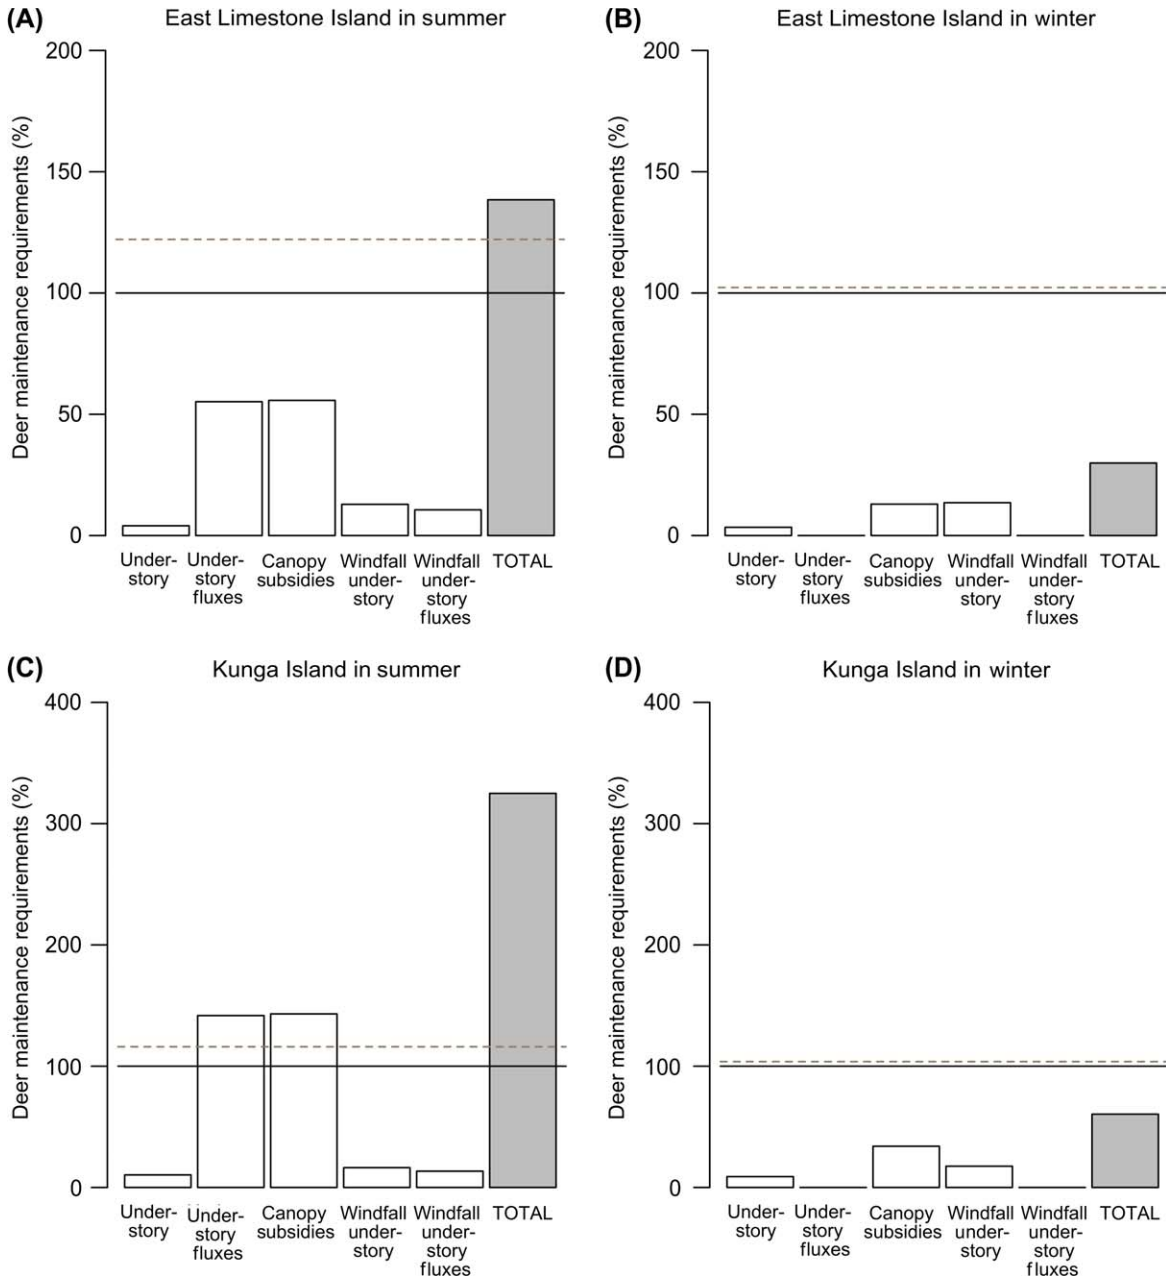 (A) East Limestone Island in summer
Deer maintenance requirements (%)
200
150
100
50
0
Under-
story
Under-
story
fluxes
Canopy
subsidies
Windfall
under-
story
Windfall
under-
story
fluxes
TOTAL
(B) East Limestone Island in winter
Deer maintenance requirements (%)
200
150
100
50
0
Under-
story
Under-
story
fluxes
Canopy
subsidies
Windfall
under-
story
Windfall
under-
story
fluxes
TOTAL
(C) Kunga Island in summer
Deer maintenance requirements (%)
400
300
200
100
0
Under-
story
Under-
story
fluxes
Canopy
subsidies
Windfall
under-
story
Windfall
under-
story
fluxes
TOTAL
(D) Kunga Island in winter
Deer maintenance requirements (%)
400
300
200
100
0
Under-
story
Under-
story
fluxes
Canopy
subsidies
Windfall
under-
story
Windfall
under-
story
fluxes
TOTAL